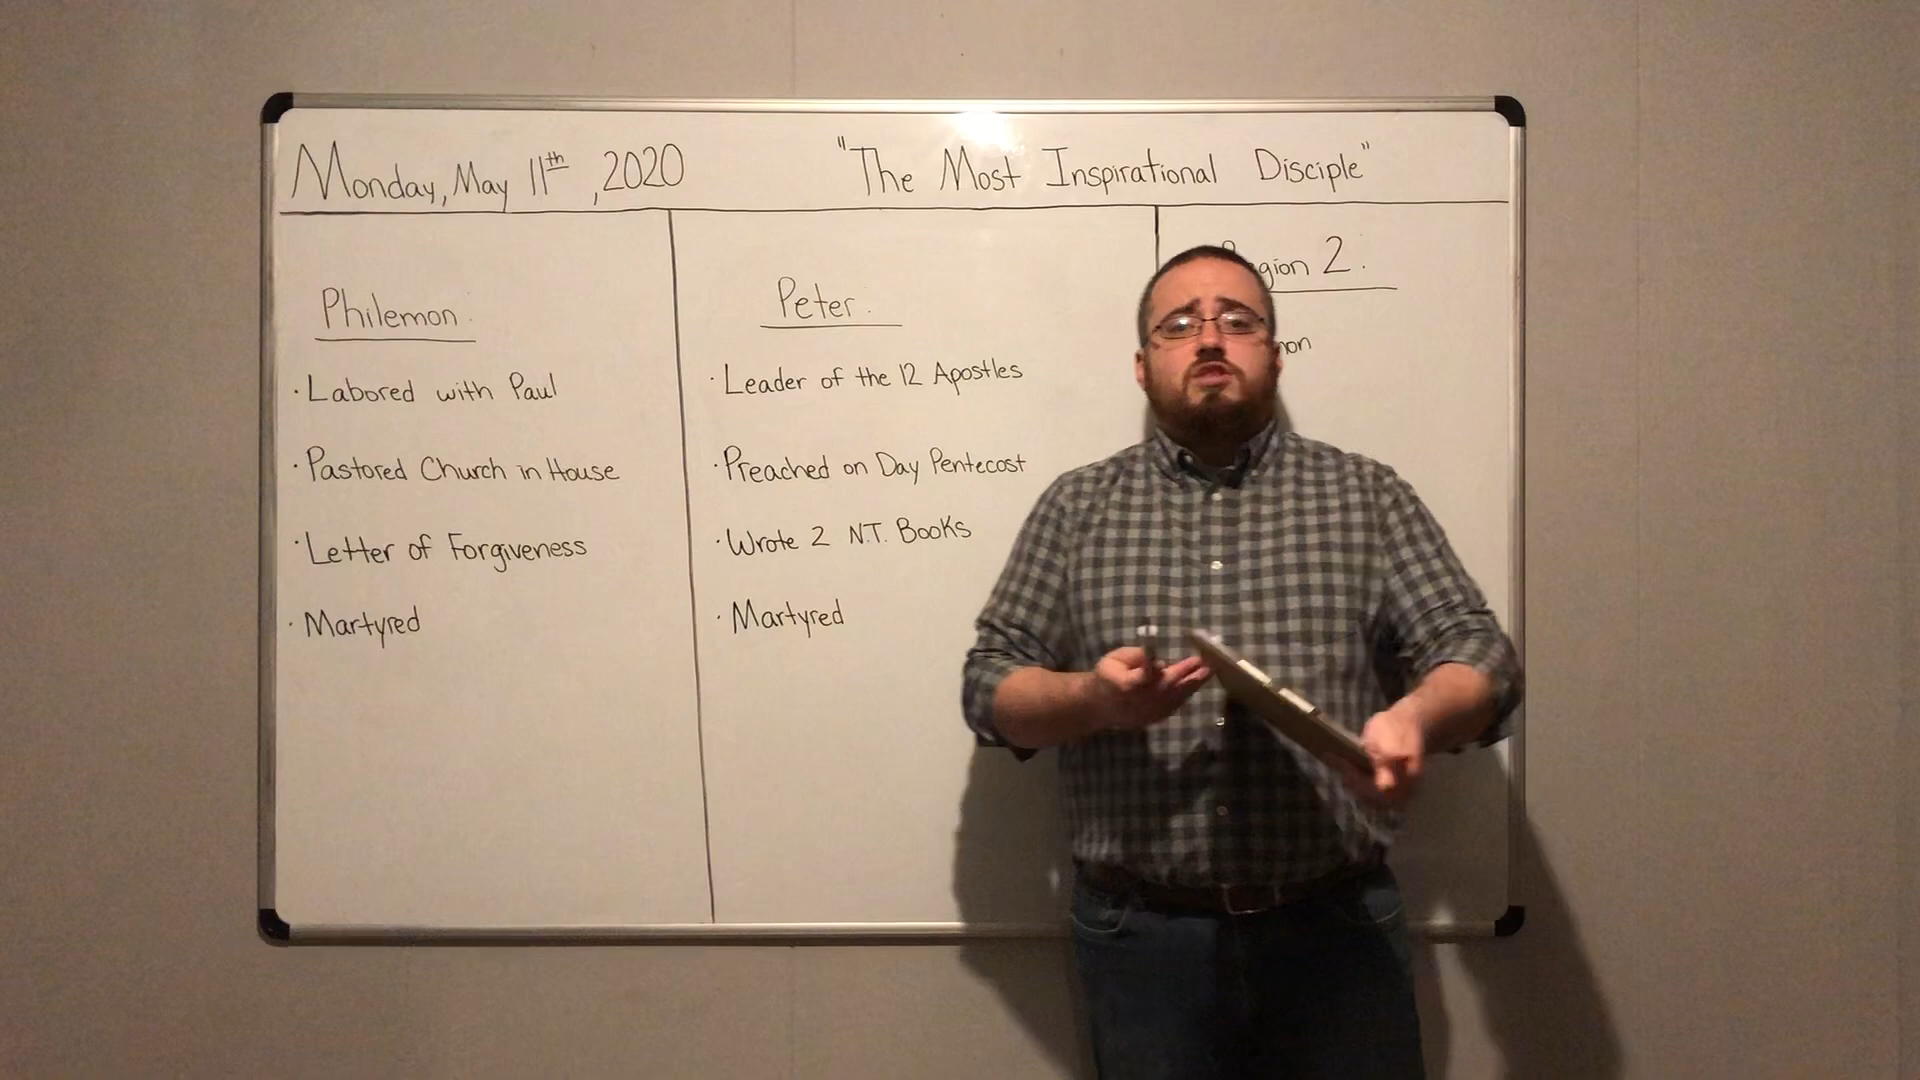 Monday, May 11th, 2020
"The Most Inspirational Disciple"
Philemon.
· Labored with Paul
· Pastored Church in House
· Letter of Forgiveness
· Martyred
Peter.
· Leader of the 12 Apostles
· Preached on Day Pentecost
· Wrote 2 N.T. Books
· Martyred
2.